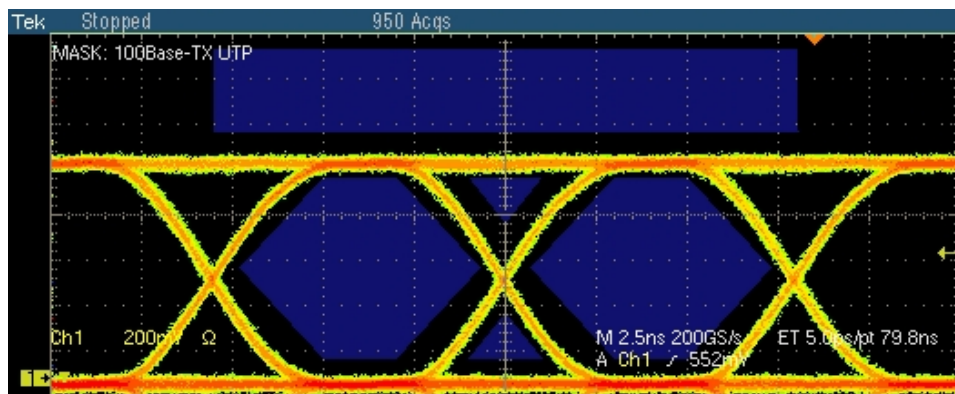 Tek Stopped 950 Acqs
MASK: 100Base-TX UTP
Ch1 200mV Ω M 2.5ns 200GS/s ET 5.0ps/pt 79.8ns
A Ch1 ⌡ 552mV
1